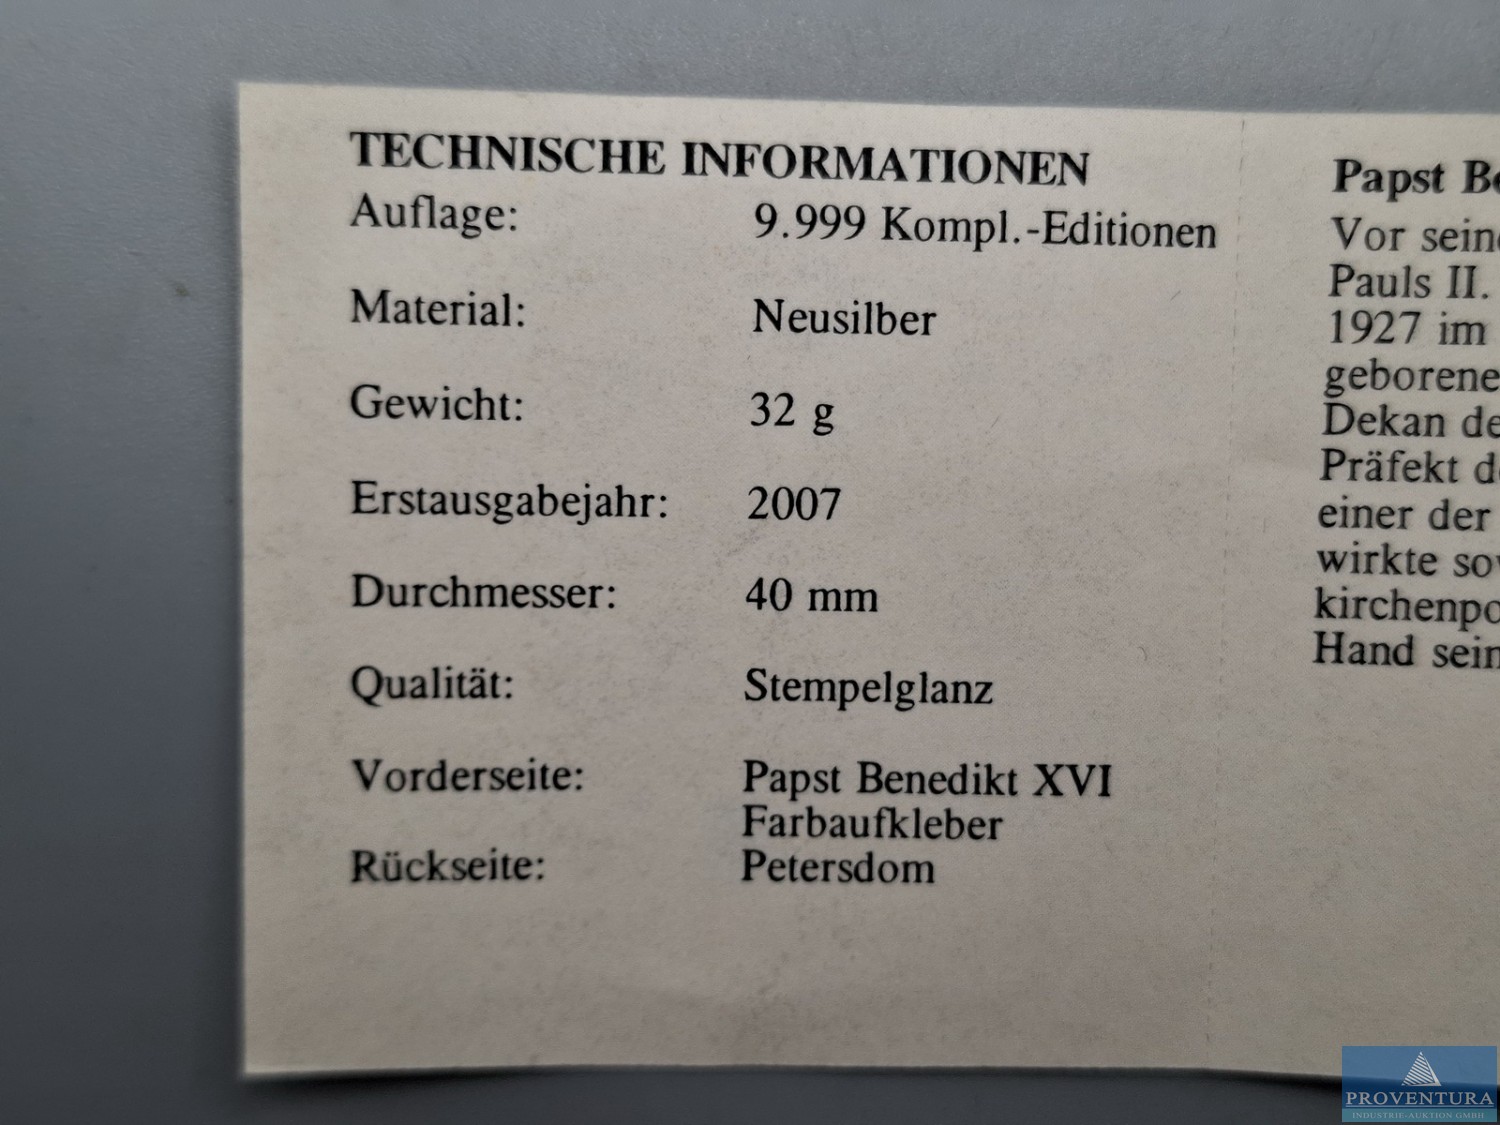 TECHNISCHE INFORMATIONEN
Auflage: 9.999 Kompl.-Editionen
Material: Neusilber
Gewicht: 32 g
Erstausgabejahr: 2007
Durchmesser: 40 mm
Qualität: Stempelglanz
Vorderseite: Papst Benedikt XVI
Farbaufkleber
Rückseite: Petersdom
Papst
Vor
Pauls II.
1927 im
geborene
Dekan
Präfekt
einer der
wirkte
Hand
PROVENTURA
INDUSTRIE-AUKTION GMBH